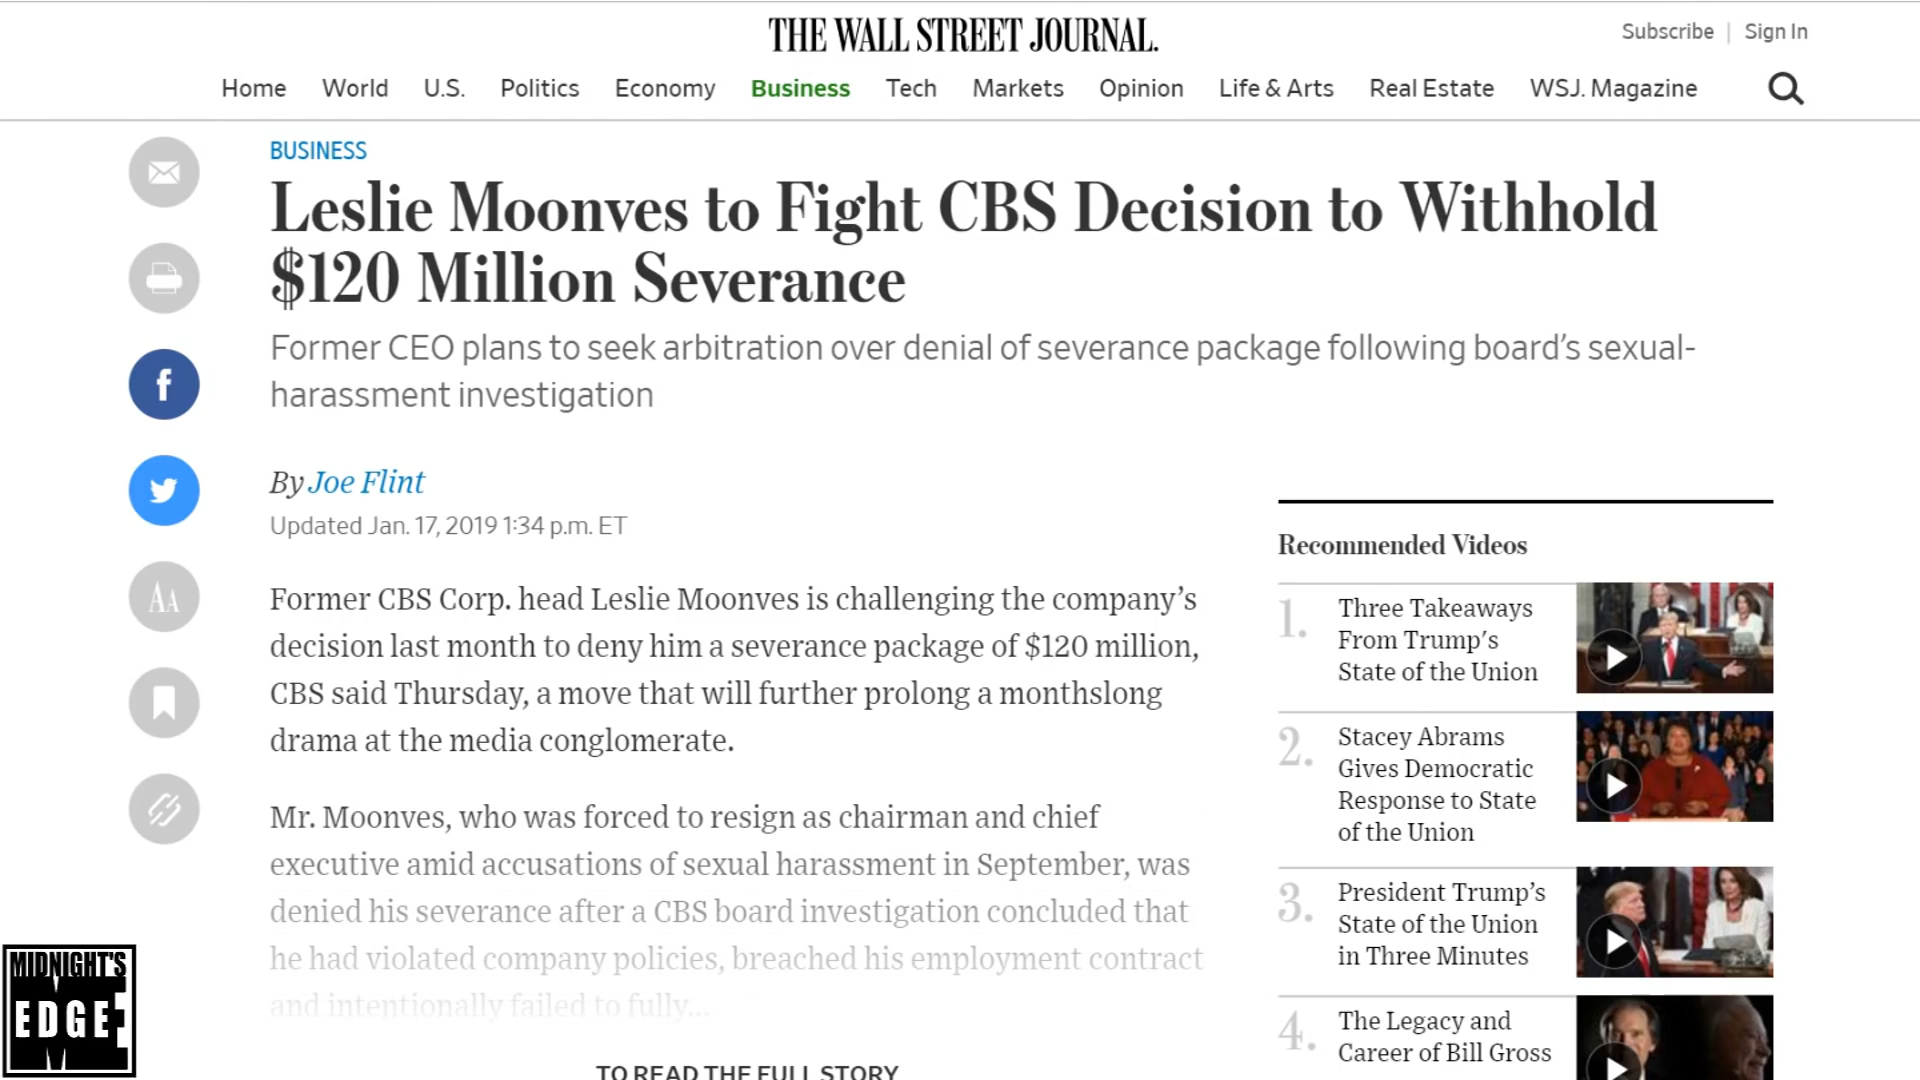 THE WALL STREET JOURNAL.
Subscribe | Sign In
Home World U.S. Politics Economy Business Tech Markets Opinion Life & Arts Real Estate WSJ. Magazine
BUSINESS
Leslie Moonves to Fight CBS Decision to Withhold
$120 Million Severance
Former CEO plans to seek arbitration over denial of severance package following board’s sexual-
harassment investigation
By Joe Flint
Updated Jan. 17, 2019 1:34 p.m. ET
Former CBS Corp. head Leslie Moonves is challenging the company’s
decision last month to deny him a severance package of $120 million,
CBS said Thursday, a move that will further prolong a monthslong
drama at the media conglomerate.
Mr. Moonves, who was forced to resign as chairman and chief
executive amid accusations of sexual harassment in September, was
denied his severance after a CBS board investigation concluded that
he had violated company policies, breached his employment contract
and intentionally failed to fully...
TO READ THE FULL STORY
Recommended Videos
1. Three Takeaways
From Trump's
State of the Union
2. Stacey Abrams
Gives Democratic
Response to State
of the Union
3. President Trump’s
State of the Union
in Three Minutes
4. The Legacy and
Career of Bill Gross
f
AA
MIDNIGHT'S
EDGE